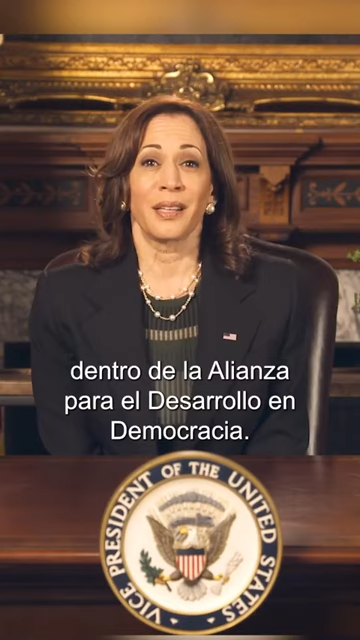 dentro de la Alianza
para el Desarrollo en
Democracia.
VICE PRESIDENT OF THE UNITED STATES